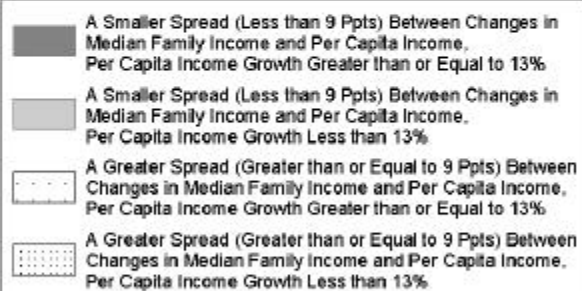 A Smaller Spread (Less than 9 Ppts) Between Changes in
Median Family Income and Per Capita Income,
Per Capita Income Growth Greater than or Equal to 13%
A Smaller Spread (Less than 9 Ppts) Between Changes in
Median Family Income and Per Capita Income,
Per Capita Income Growth Less than 13%
A Greater Spread (Greater than or Equal to 9 Ppts) Between
Changes in Median Family Income and Per Capita Income,
Per Capita Income Growth Greater than or Equal to 13%
A Greater Spread (Greater than or Equal to 9 Ppts) Between
Changes in Median Family Income and Per Capita Income,
Per Capita Income Growth Less than 13%